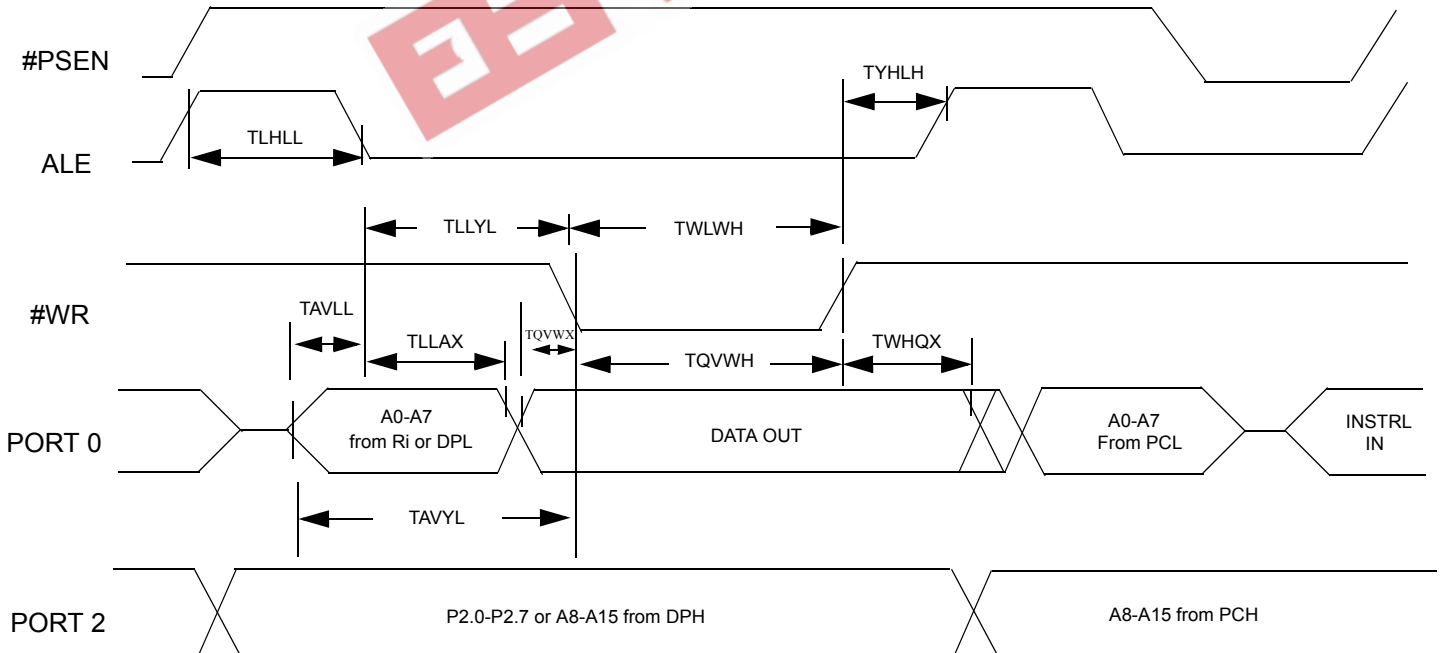 #PSEN
TYHLH
TLHLL
ALE
TLLYL
TWLWH
#WR
TAVLL
TQVWX
TLLAX
TQVWH
TWHQX
PORT 0
A0-A7
from Ri or DPL
DATA OUT
A0-A7
From PCL
INSTRL
IN
TAVYL
PORT 2
P2.0-P2.7 or A8-A15 from DPH
A8-A15 from PCH